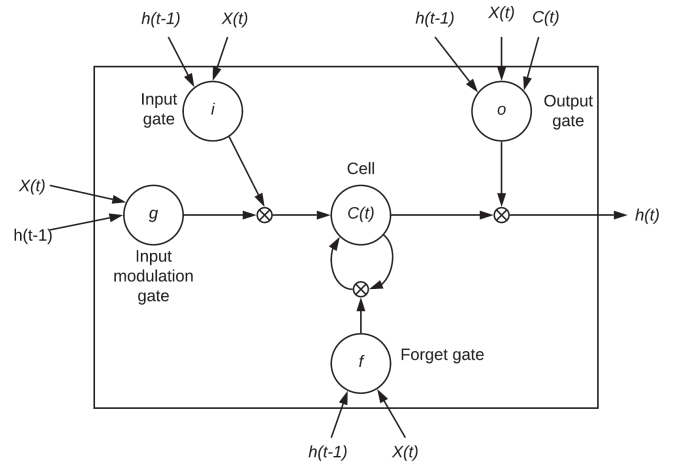 h(t-1) X(t)
h(t-1) X(t) C(t)
Input
gate
i
o
Output
gate
Cell
X(t)
h(t-1)
g
C(t)
h(t)
Input
modulation
gate
f
Forget gate
h(t-1) X(t)